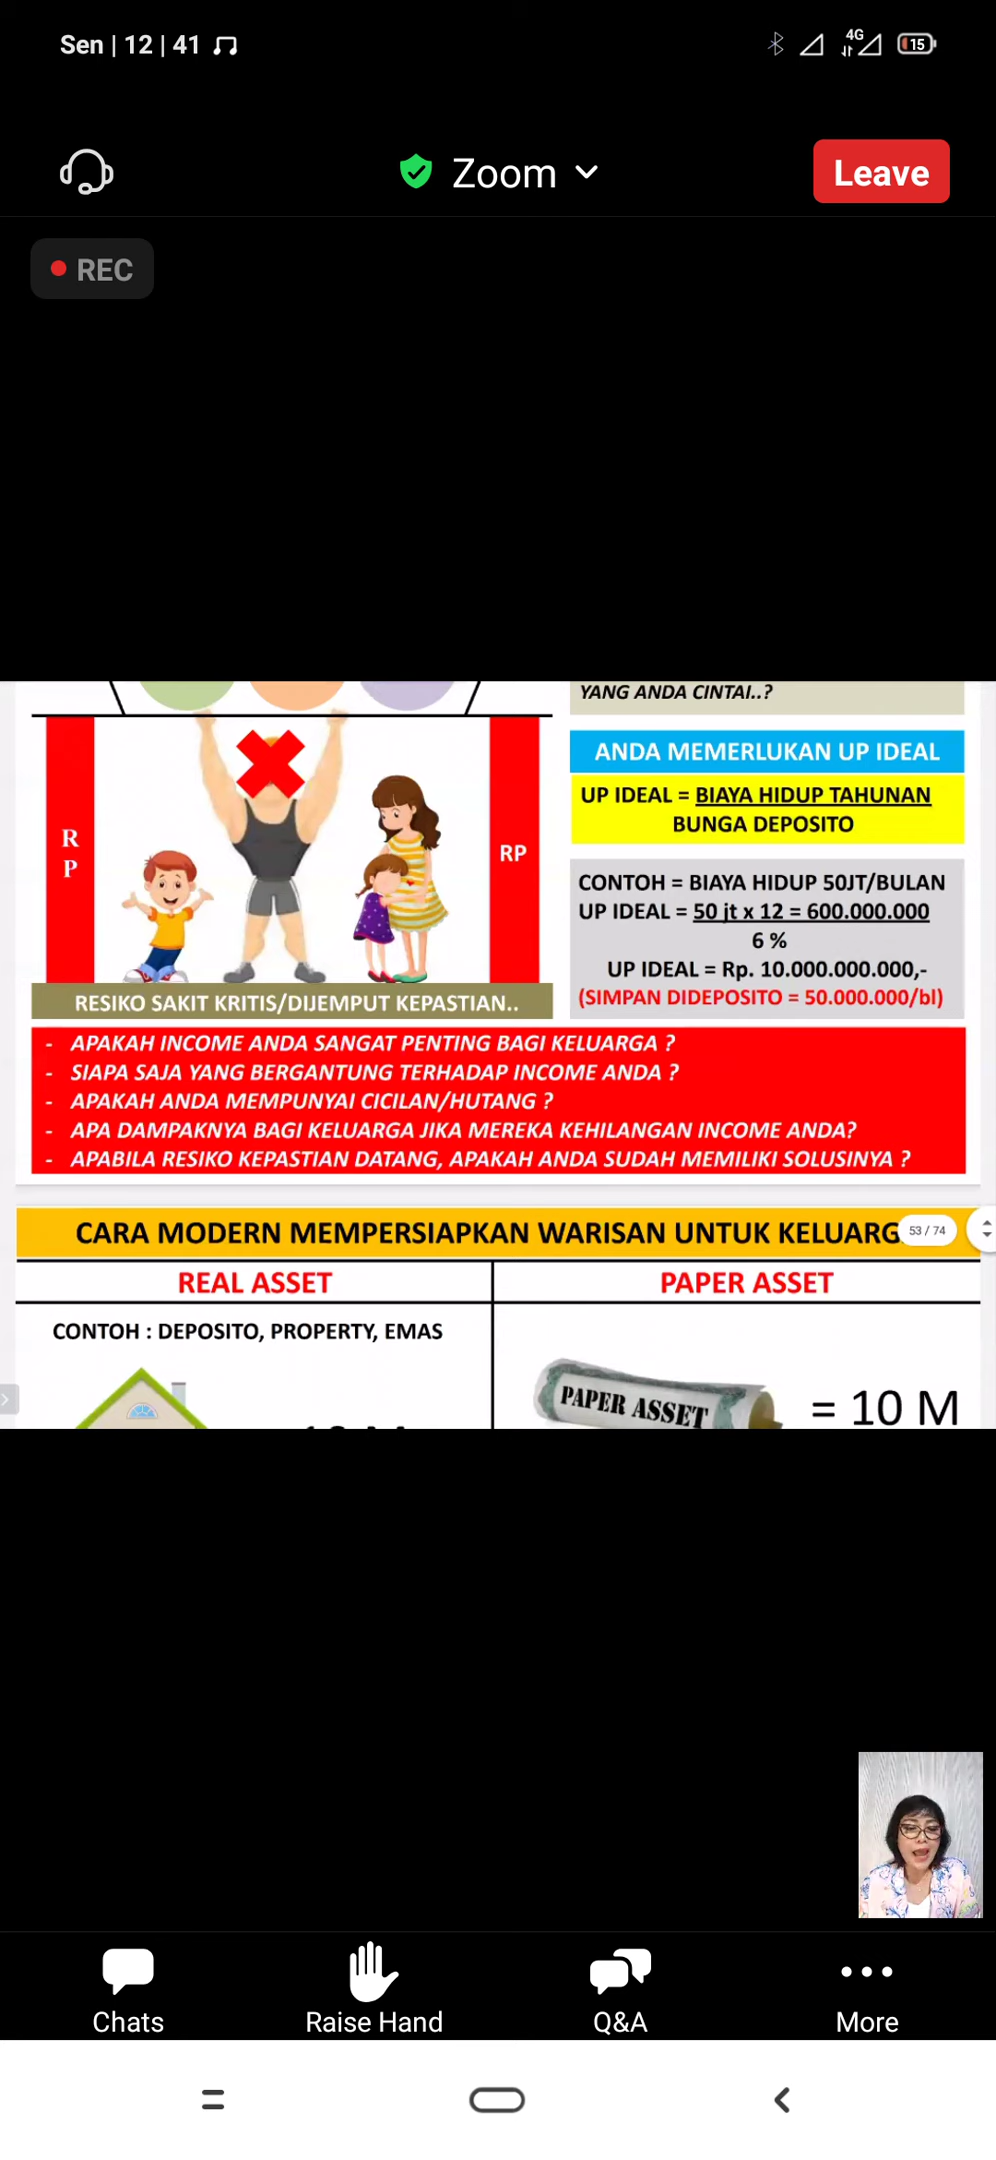 Sen | 12 | 41
4G
15
Zoom
Leave
REC
YANG ANDA CINTAI..?
ANDA MEMERLUKAN UP IDEAL
UP IDEAL = BIAYA HIDUP TAHUNAN
BUNGA DEPOSITO
R
P
RP
CONTOH = BIAYA HIDUP 50JT/BULAN
UP IDEAL = 50 jt x 12 = 600.000.000
6 %
UP IDEAL = Rp. 10.000.000.000,-
(SIMPAN DIDEPOSITO = 50.000.000/bl)
RESIKO SAKIT KRITIS/DIJEMPUT KEPASTIAN..
- APAKAH INCOME ANDA SANGAT PENTING BAGI KELUARGA ?
- SIAPA SAJA YANG BERGANTUNG TERHADAP INCOME ANDA ?
- APAKAH ANDA MEMPUNYAI CICILAN/HUTANG ?
- APA DAMPAKNYA BAGI KELUARGA JIKA MEREKA KEHILANGAN INCOME ANDA?
- APABILA RESIKO KEPASTIAN DATANG, APAKAH ANDA SUDAH MEMILIKI SOLUSINYA ?
CARA MODERN MEMPERSIAPKAN WARISAN UNTUK KELUARG
53 / 74
REAL ASSET
PAPER ASSET
CONTOH : DEPOSITO, PROPERTY, EMAS
PAPER ASSET
= 10 M
Chats
Raise Hand
Q&A
More